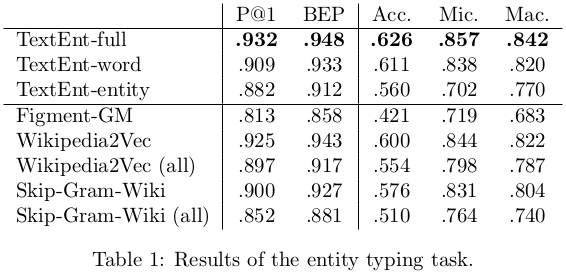 P@1 BEP Acc. Mic. Mac.
TextEnt-full .932 .948 .626 .857 .842
TextEnt-word .909 .933 .611 .838 .820
TextEnt-entity .882 .912 .560 .702 .770
Figment-GM .813 .858 .421 .719 .683
Wikipedia2Vec .925 .943 .600 .844 .822
Wikipedia2Vec (all) .897 .917 .554 .798 .787
Skip-Gram-Wiki .900 .927 .576 .831 .804
Skip-Gram-Wiki (all) .852 .881 .510 .764 .740
Table 1: Results of the entity typing task.